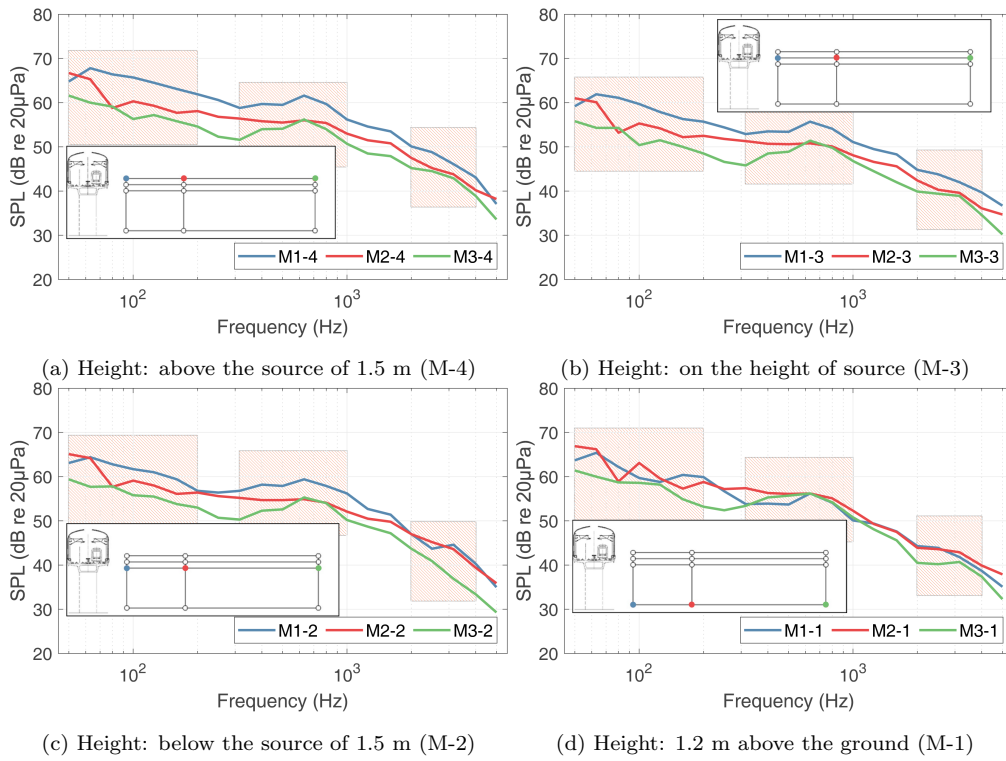 80
70
60
50
40
30
20
SPL (dB re 20μPa)
10²
10³
Frequency (Hz)
M1-4 M2-4 M3-4
(a) Height: above the source of 1.5 m (M-4)
80
70
60
50
40
30
20
SPL (dB re 20μPa)
10²
10³
Frequency (Hz)
M1-3 M2-3 M3-3
(b) Height: on the height of source (M-3)
80
70
60
50
40
30
20
SPL (dB re 20μPa)
10²
10³
Frequency (Hz)
M1-2 M2-2 M3-2
(c) Height: below the source of 1.5 m (M-2)
80
70
60
50
40
30
20
SPL (dB re 20μPa)
10²
10³
Frequency (Hz)
M1-1 M2-1 M3-1
(d) Height: 1.2 m above the ground (M-1)